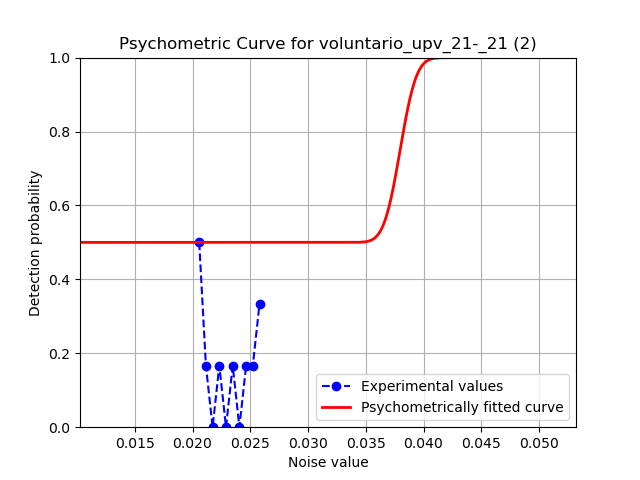 Psychometric Curve for voluntario_upv_21-_21 (2)
1.0
0.8
0.6
0.4
0.2
0.0
Detection probability
Experimental values
Psychometrically fitted curve
0.015 0.020 0.025 0.030 0.035 0.040 0.045 0.050
Noise value